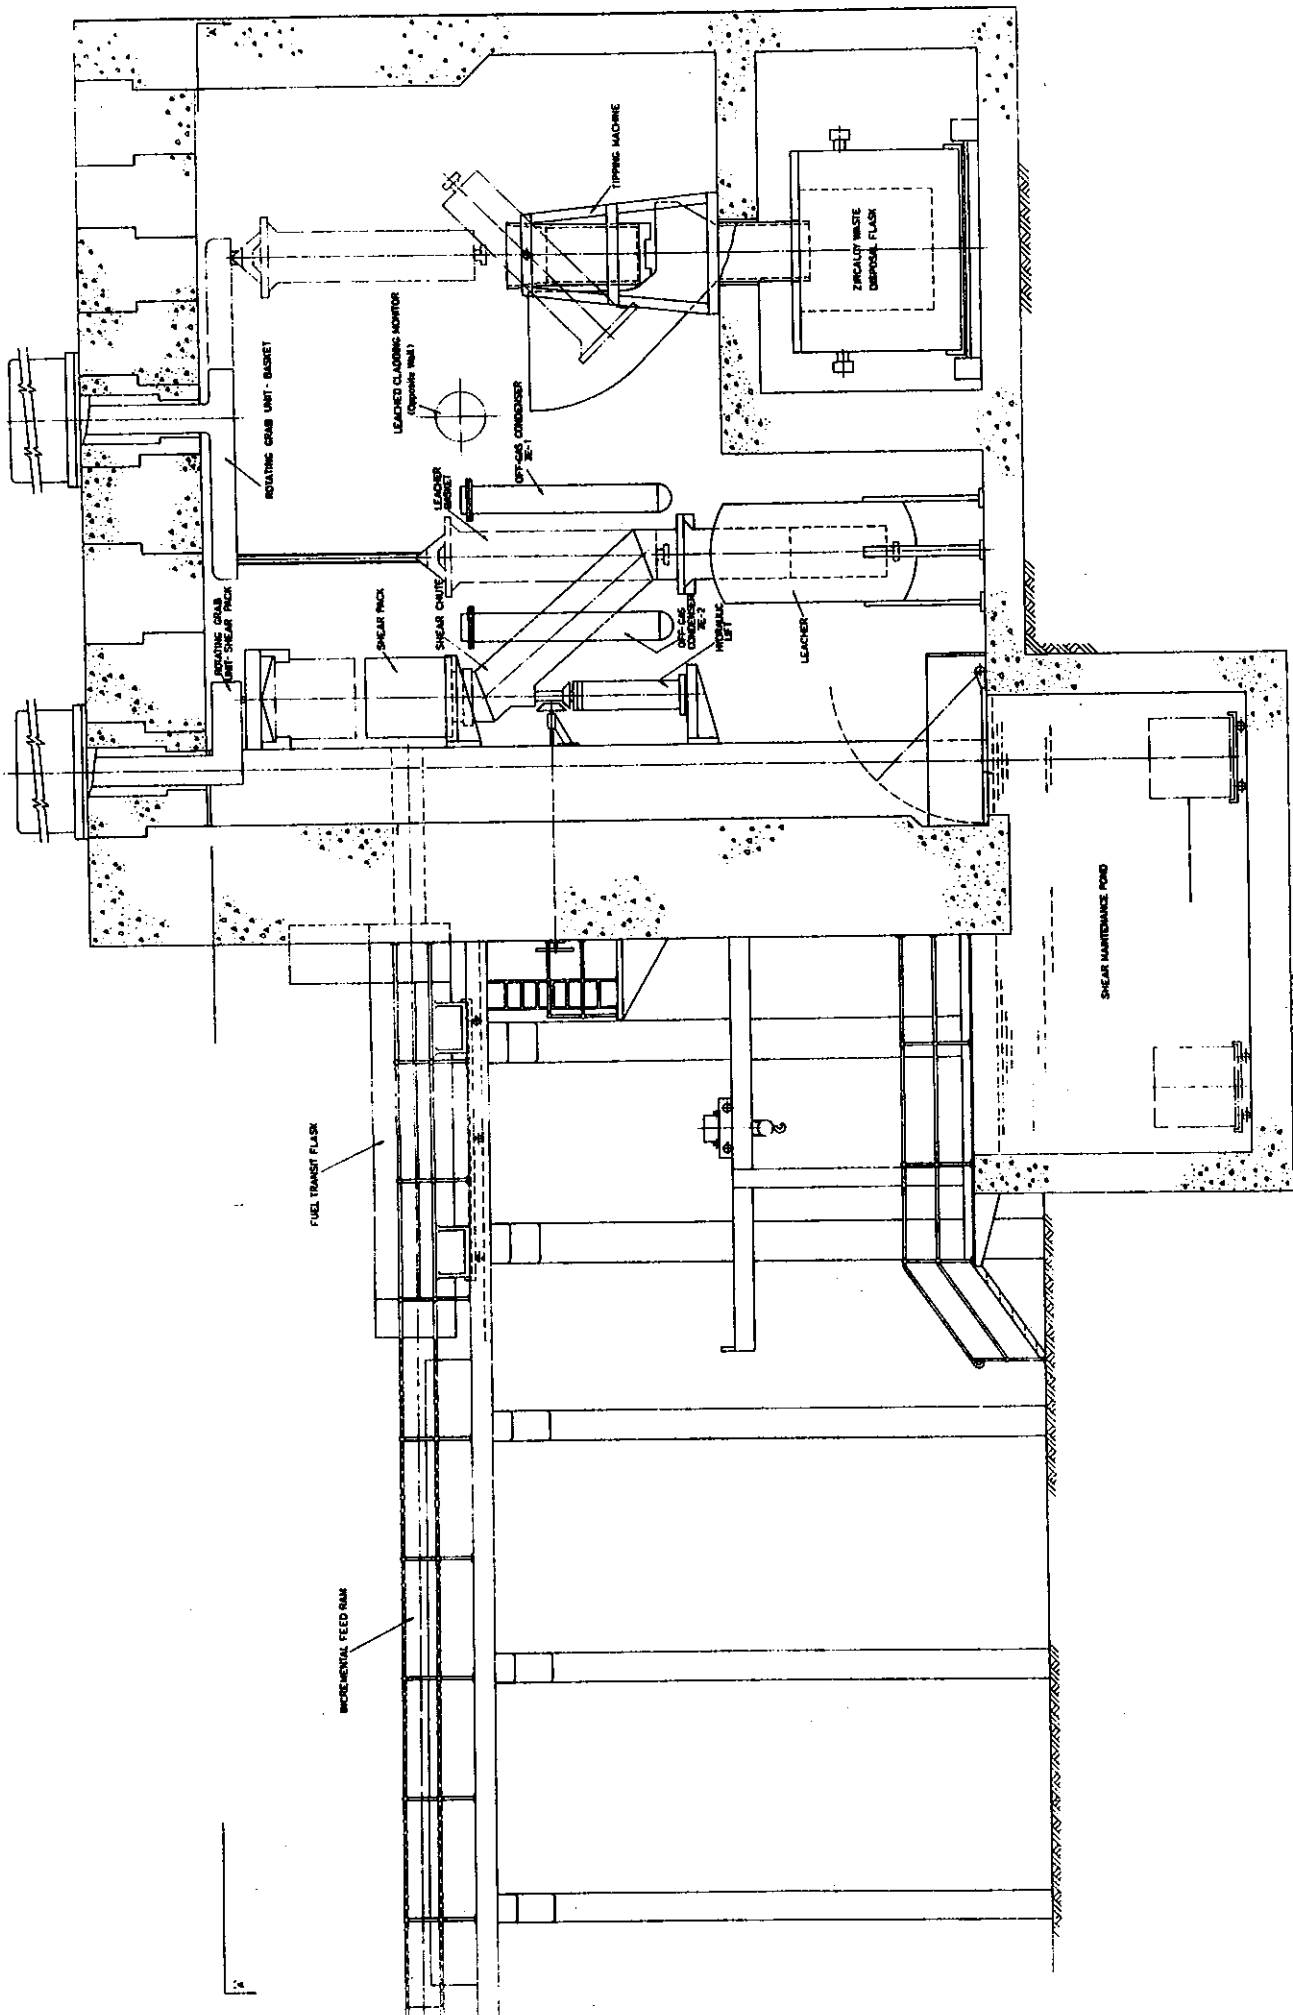 'A'
TIPPING MACHINE
ZIRCALOY WASTE
DISPOSAL FLASK
ROTATING GRAB UNIT- BASKET
LEACHED CLADDING MONITOR
(Opposite Wall)
OFF-GAS CONDENSER
ЖE-1
LEACHER
BASKET
ROTATING GRAB
UNIT- SHEAR PACK
SHEAR PACK
SHEAR CHUTE
OFF-GAS
CONDENSER
ЖE-2
HYDRAULIC
LIFT
LEACHER
SHEAR MAINTENANCE POND
FUEL TRANSIT FLASK
INCREMENTAL FEED RAM
'A'